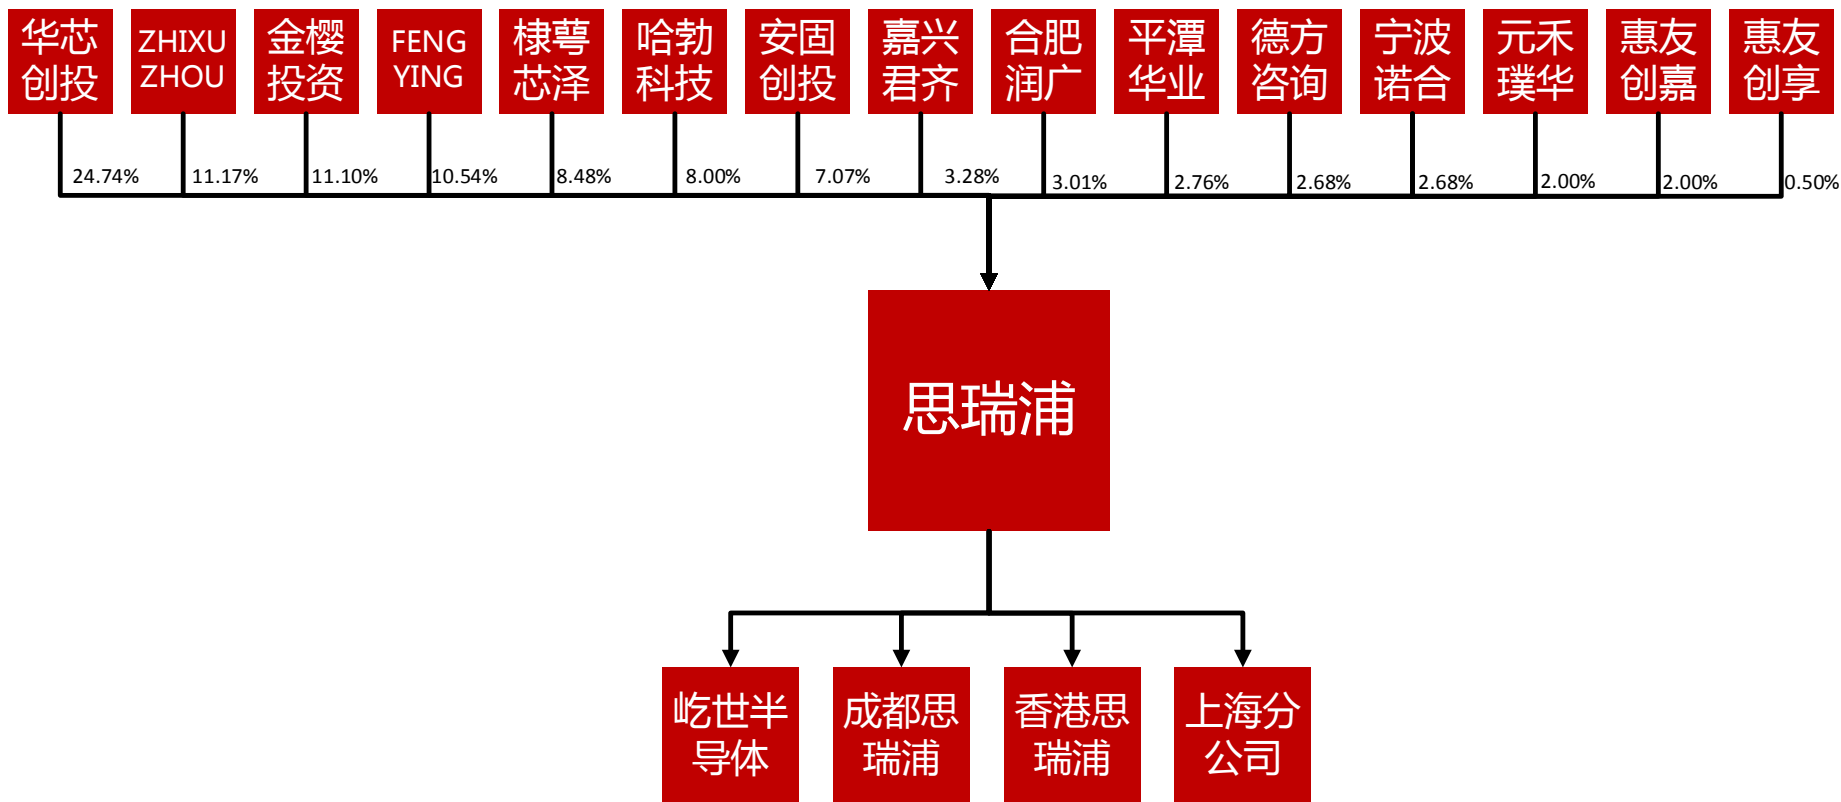 华芯
创投
ZHIXU
ZHOU
金樱
投资
FENG
YING
棣萼
芯泽
哈勃
科技
安固
创投
嘉兴
君齐
合肥
润广
平潭
华业
德方
咨询
宁波
诺合
元禾
璞华
惠友
创嘉
惠友
创享
24.74%
11.17%
11.10%
10.54%
8.48%
8.00%
7.07%
3.28%
3.01%
2.76%
2.68%
2.68%
2.00%
2.00%
0.50%
思瑞浦
屹世半
导体
成都思
瑞浦
香港思
瑞浦
上海分
公司